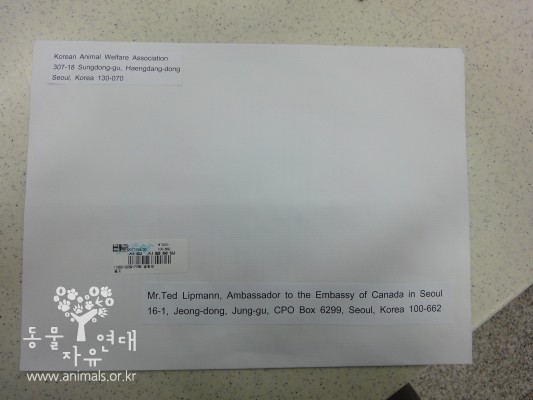 Korean Animal Welfare Association
307-16 Sungdong-gu, Haengdang-dong
Seoul, Korea 130-070
Mr.Ted Lipmann, Ambassador to the Embassy of Canada in Seoul
16-1, Jeong-dong, Jung-gu, CPO Box 6299, Seoul, Korea 100-662
동물 연대
자유
www.animals.or.kr